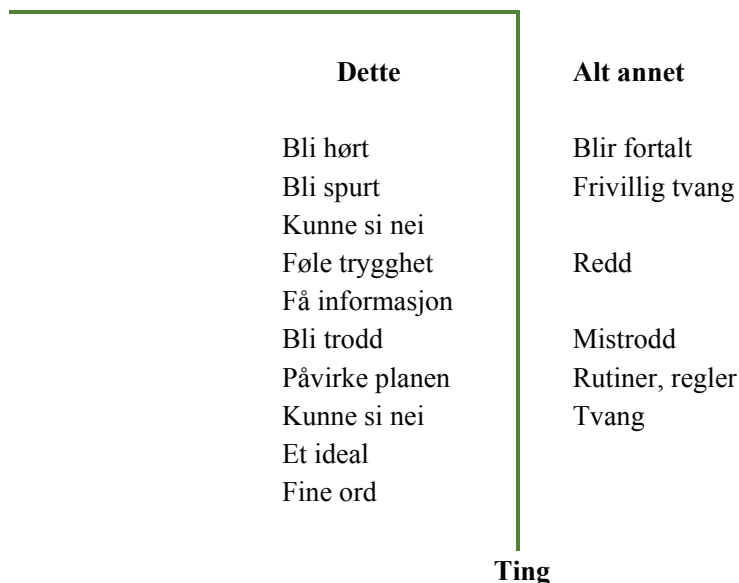 Dette Alt annet
Bli hørt Blir fortalt
Bli spurt Frivillig tvang
Kunne si nei
Føle trygghet Redd
Få informasjon
Bli trodd Mistrodd
Påvirke planen Rutiner, regler
Kunne si nei Tvang
Et ideal
Fine ord
Ting